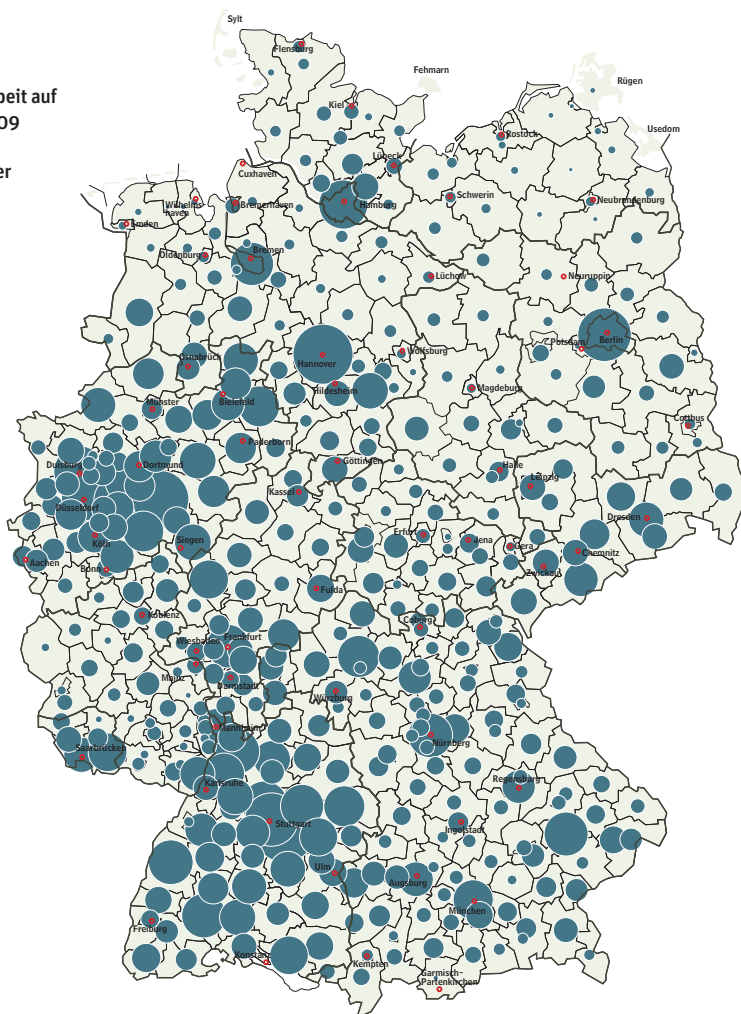 Sylt
Flensburg
Fehmarn
Rügen
beit auf
09
er
Kiel
Rostock
Usedom
Lübeck
Cuxhaven
Wilhelms-
haven
Bremerhaven
Hamburg
Schwerin
Neubrandenburg
Emden
Oldenburg
Bremen
Lüchow
Neuruppin
Osnabrück
Hannover
Wolfsburg
Potsdam
Berlin
Hildesheim
Magdeburg
Münster
Bielefeld
Cottbus
Paderborn
Duisburg
Dortmund
Göttingen
Halle
Leipzig
Kassel
Düsseldorf
Dresden
Köln
Siegen
Erfurt
Jena
Gera
Chemnitz
Aachen
Bonn
Zwickau
Fulda
Koblenz
Coburg
Wiesbaden
Frankfurt
Mainz
Darmstadt
Würzburg
Mannheim
Nürnberg
Saarbrücken
Karlsruhe
Regensburg
Stuttgart
Ingolstadt
Ulm
Augsburg
München
Freiburg
Konstanz
Kempten
Garmisch-
Partenkirchen